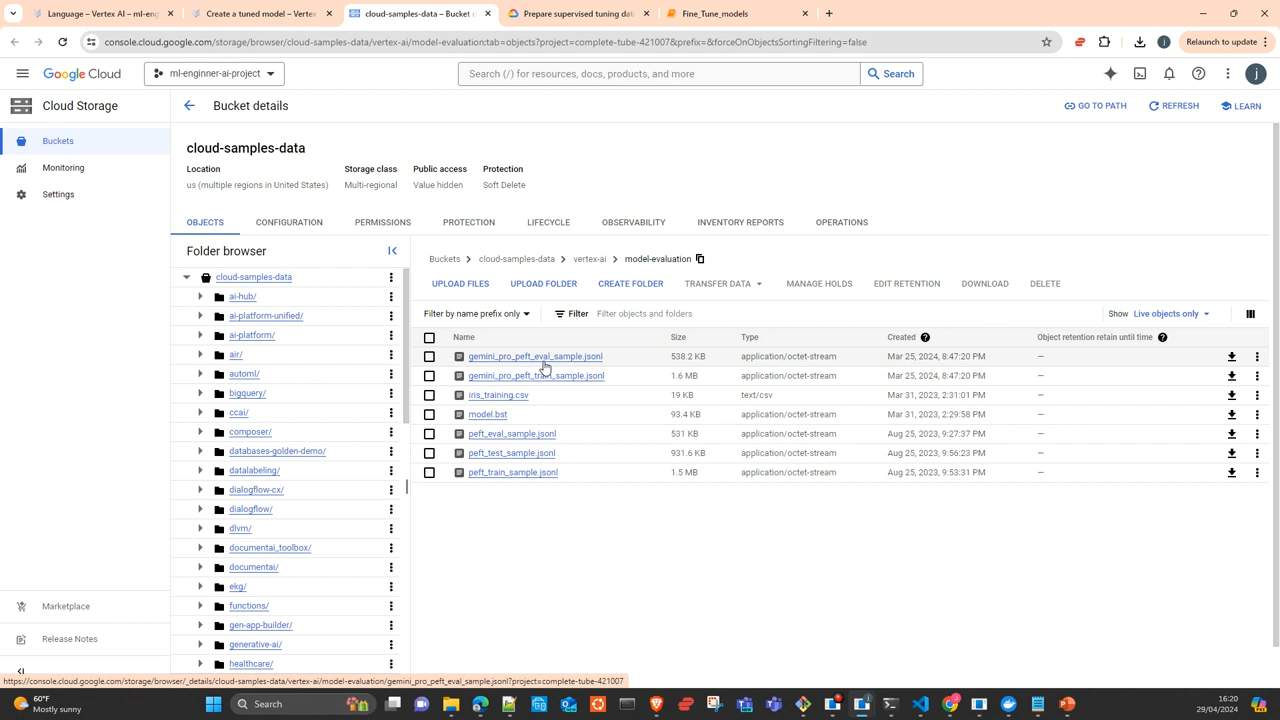 Language – Vertex AI – ml-en
Create a tuned model – Vertex
cloud-samples-data – Bucket c
Prepare supervised tuning dat
Fine_Tune_models
console.cloud.google.com/storage/browser/cloud-samples-data/vertex-ai/model-evaluation;tab=objects?project=complete-tube-421007&prefix=&forceOnObjectsSortingFiltering=false
j
Relaunch to update
Google Cloud
ml-enginner-ai-project
Search (/) for resources, docs, products, and more
Search
j
Cloud Storage
Bucket details
GO TO PATH
REFRESH
LEARN
Buckets
Monitoring
Settings
cloud-samples-data
Location
Storage class
Public access
Protection
us (multiple regions in United States)
Multi-regional
Value hidden
Soft Delete
OBJECTS
CONFIGURATION
PERMISSIONS
PROTECTION
LIFECYCLE
OBSERVABILITY
INVENTORY REPORTS
OPERATIONS
Folder browser
cloud-samples-data
ai-hub/
ai-platform-unified/
ai-platform/
air/
automl/
bigquery/
ccai/
composer/
databases-golden-demo/
datalabeling/
dialogflow-cx/
dialogflow/
dlvm/
documentai_toolbox/
documentai/
ekg/
functions/
gen-app-builder/
generative-ai/
healthcare/
Buckets > cloud-samples-data > vertex-ai > model-evaluation
UPLOAD FILES
UPLOAD FOLDER
CREATE FOLDER
TRANSFER DATA
MANAGE HOLDS
EDIT RETENTION
DOWNLOAD
DELETE
Filter by name prefix only
Filter
Filter objects and folders
Show Live objects only
Name Size Type Created Object retention retain until time
gemini_pro_peft_eval_sample.jsonl 538.2 KB application/octet-stream Mar 25, 2024, 8:47:20 PM —
gemini_pro_peft_train_sample.jsonl 1.6 MB application/octet-stream Mar 25, 2024, 8:47:20 PM —
iris_training.csv 19 KB text/csv Mar 31, 2023, 2:31:01 PM —
model.bst 93.4 KB application/octet-stream Mar 31, 2023, 2:29:58 PM —
peft_eval_sample.jsonl 531 KB application/octet-stream Aug 25, 2023, 9:27:37 PM —
peft_test_sample.jsonl 931.6 KB application/octet-stream Aug 25, 2023, 9:56:23 PM —
peft_train_sample.jsonl 1.5 MB application/octet-stream Aug 25, 2023, 9:53:31 PM —
Marketplace
Release Notes
https://console.cloud.google.com/storage/browser/_details/cloud-samples-data/vertex-ai/model-evaluation/gemini_pro_peft_eval_sample.jsonl?project=complete-tube-421007
60°F
Mostly sunny
Search
16:20
29/04/2024